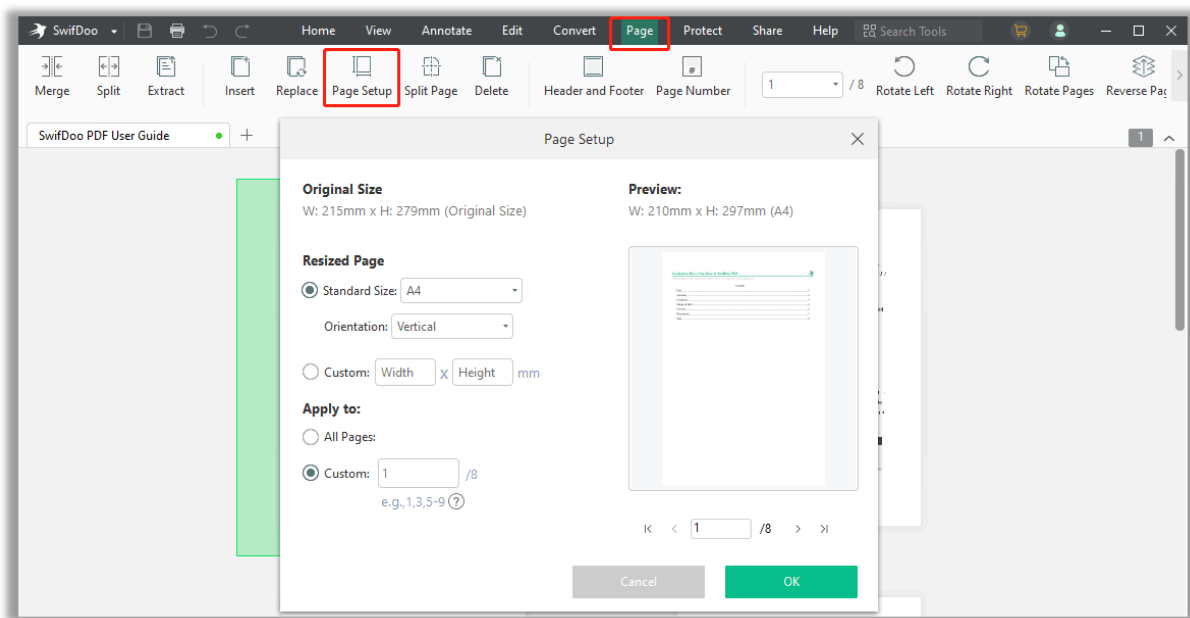 SwifDoo Home View Annotate Edit Convert Page Protect Share Help Search Tools
Merge Split Extract Insert Replace Page Setup Split Page Delete Header and Footer Page Number 1 / 8 Rotate Left Rotate Right Rotate Pages Reverse Pag
SwifDoo PDF User Guide 1
Page Setup
Original Size
W: 215mm x H: 279mm (Original Size)
Preview:
W: 210mm x H: 297mm (A4)
Resized Page
Standard Size: A4
Orientation: Vertical
Custom: Width X Height mm
Apply to:
All Pages:
Custom: 1 /8
e.g.,1,3,5-9 ?
1 /8
Cancel OK